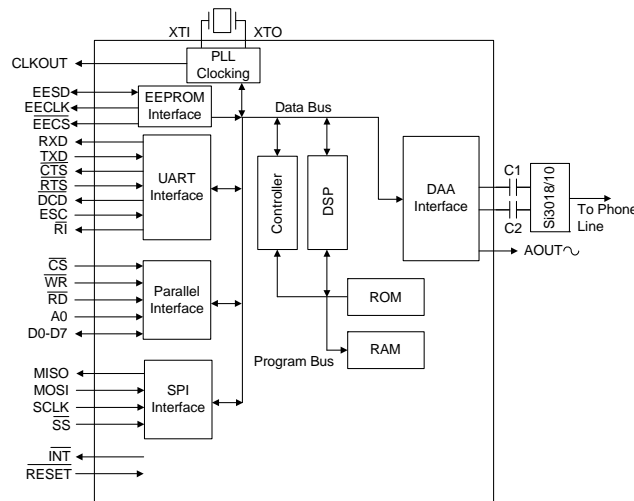 XTI XTO
CLKOUT
PLL
Clocking
EESD
EECLK
EECS
EEPROM
Interface
Data Bus
RXD
TXD
CTS
RTS
DCD
ESC
RI
UART
Interface
Controller
DSP
DAA
Interface
C1
C2
Si3018/10
To Phone
Line
AOUT
CS
WR
RD
A0
D0-D7
Parallel
Interface
ROM
RAM
Program Bus
MISO
MOSI
SCLK
SS
SPI
Interface
INT
RESET